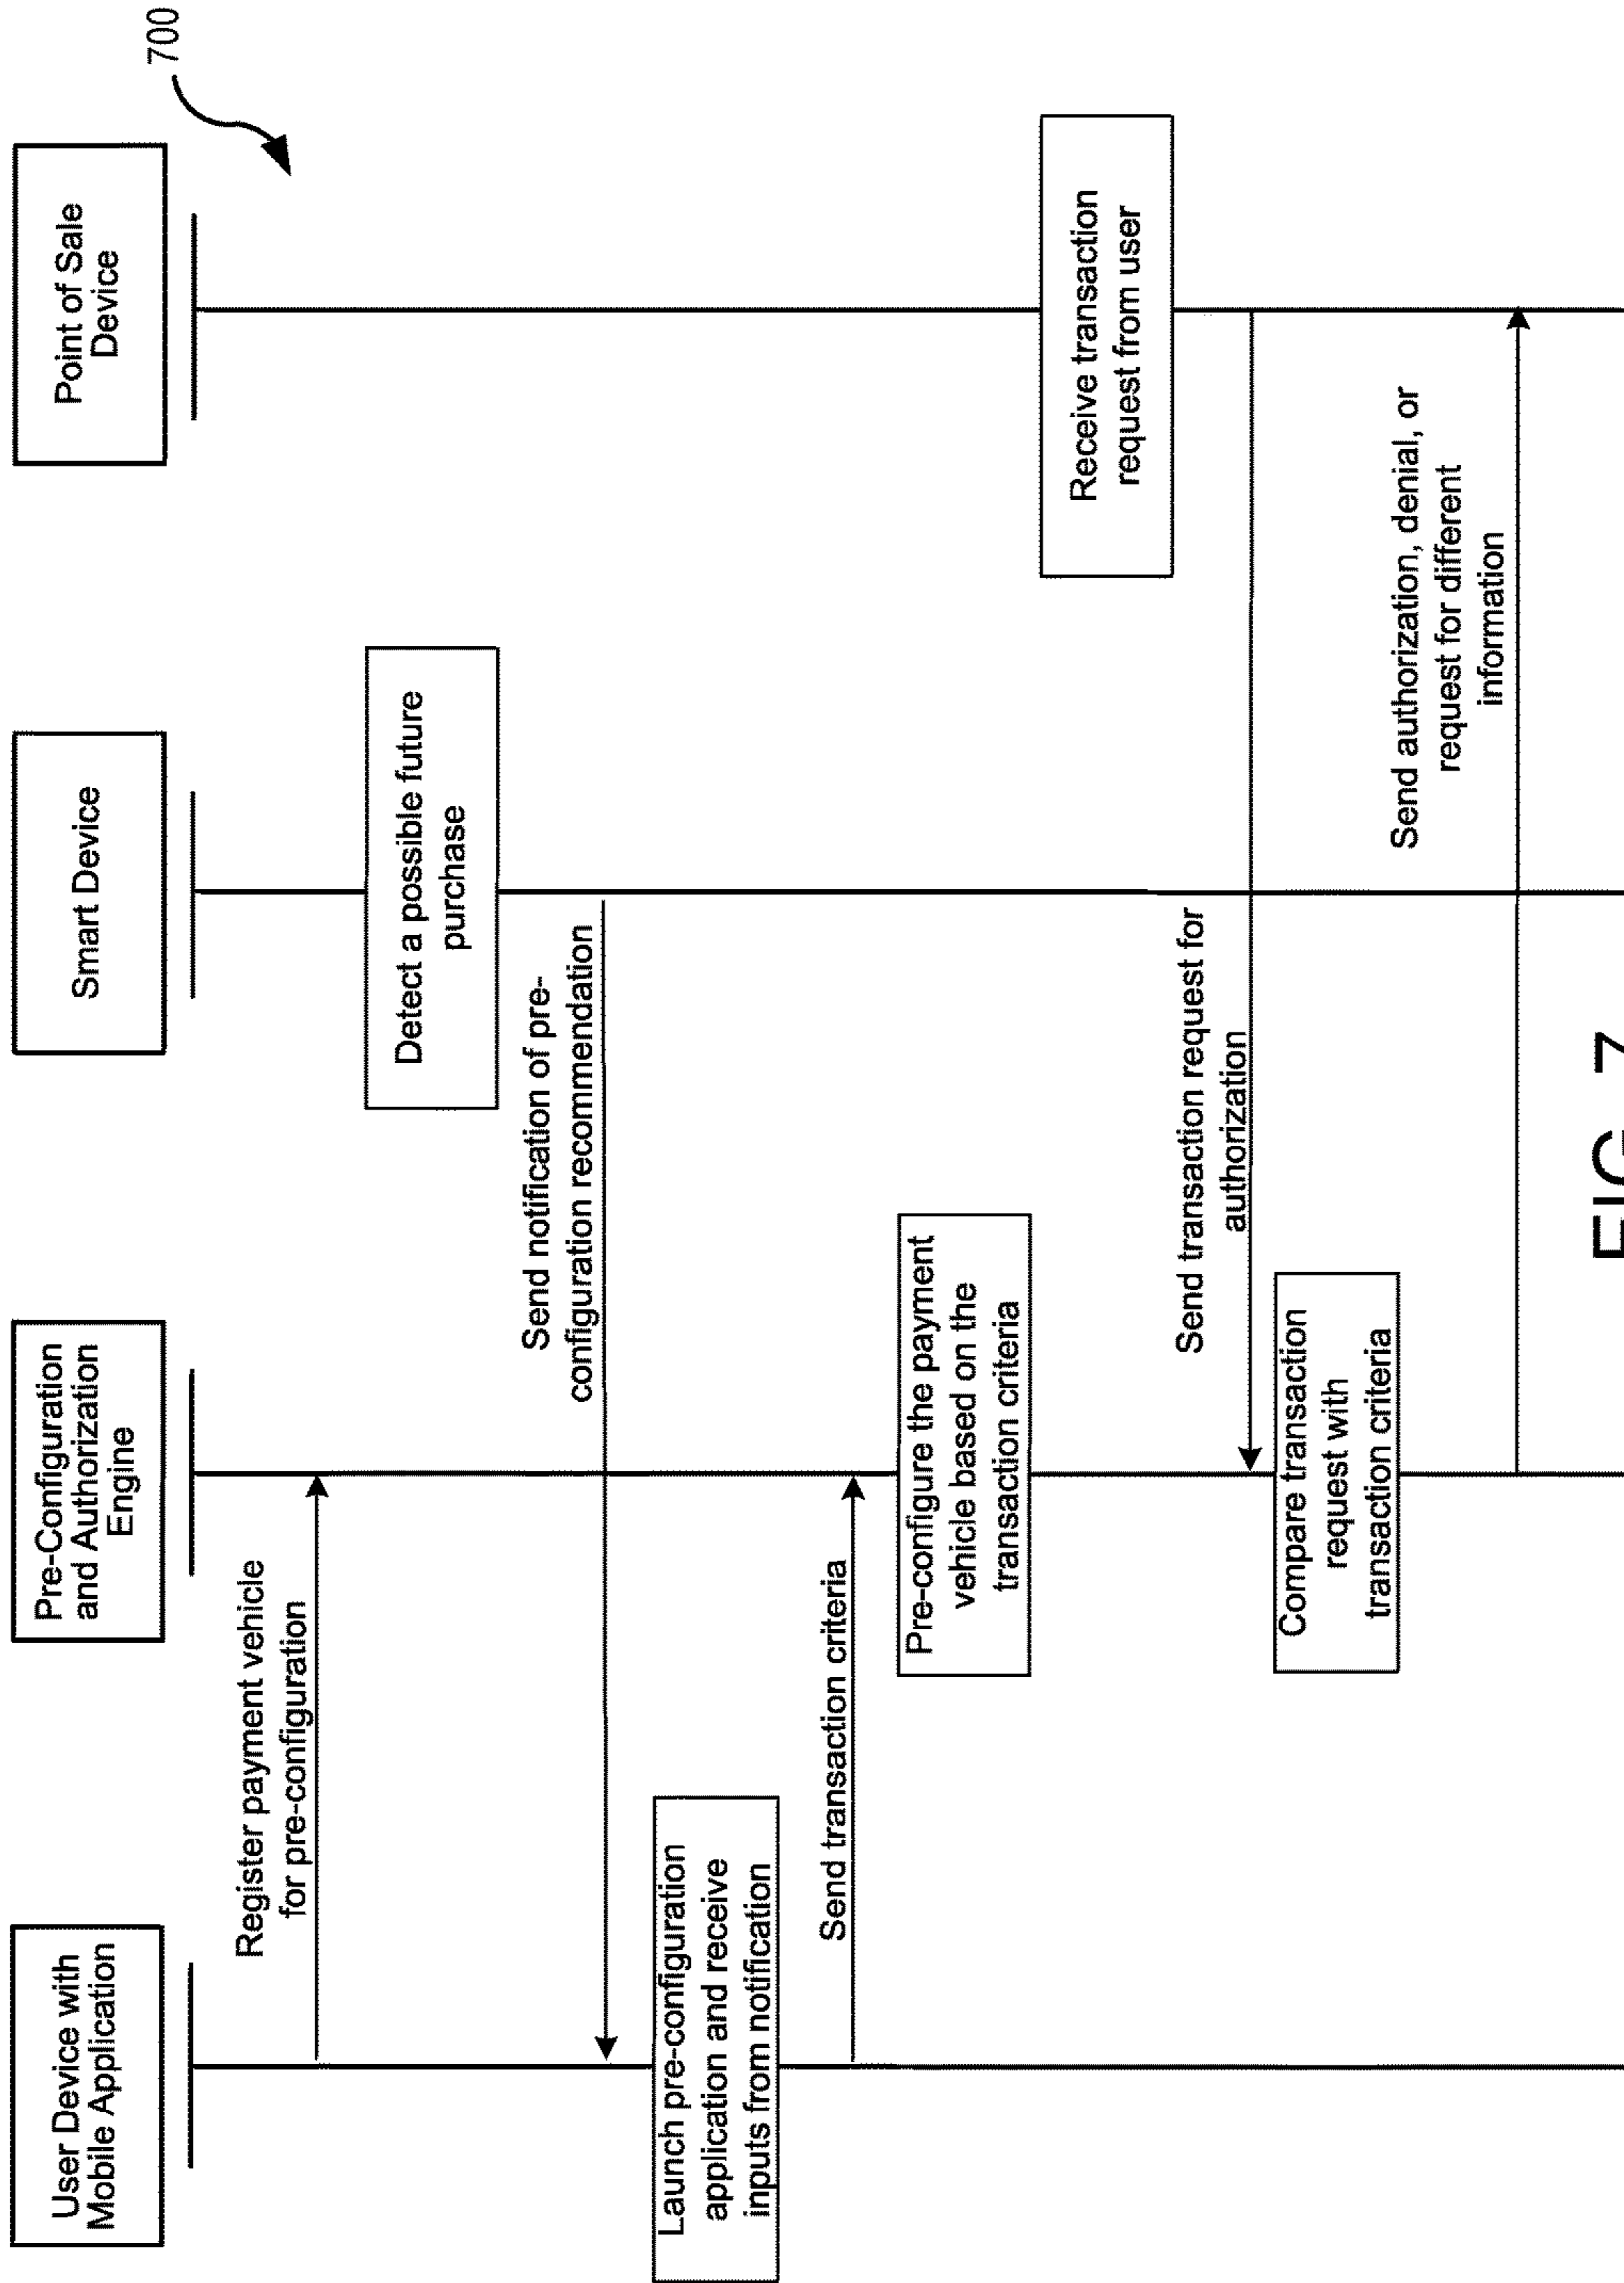 700
User Device with
Mobile Application
Pre-Configuration
and Authorization
Engine
Smart Device
Point of Sale
Device
Register payment vehicle
for pre-configuration
Detect a possible future
purchase
Send notification of pre-
configuration recommendation
Launch pre-configuration
application and receive
inputs from notification
Send transaction criteria
Pre-configure the payment
vehicle based on the
transaction criteria
Receive transaction
request from user
Send transaction request for
authorization
Compare transaction
request with
transaction criteria
Send authorization, denial, or
request for different
information
FIG. 7